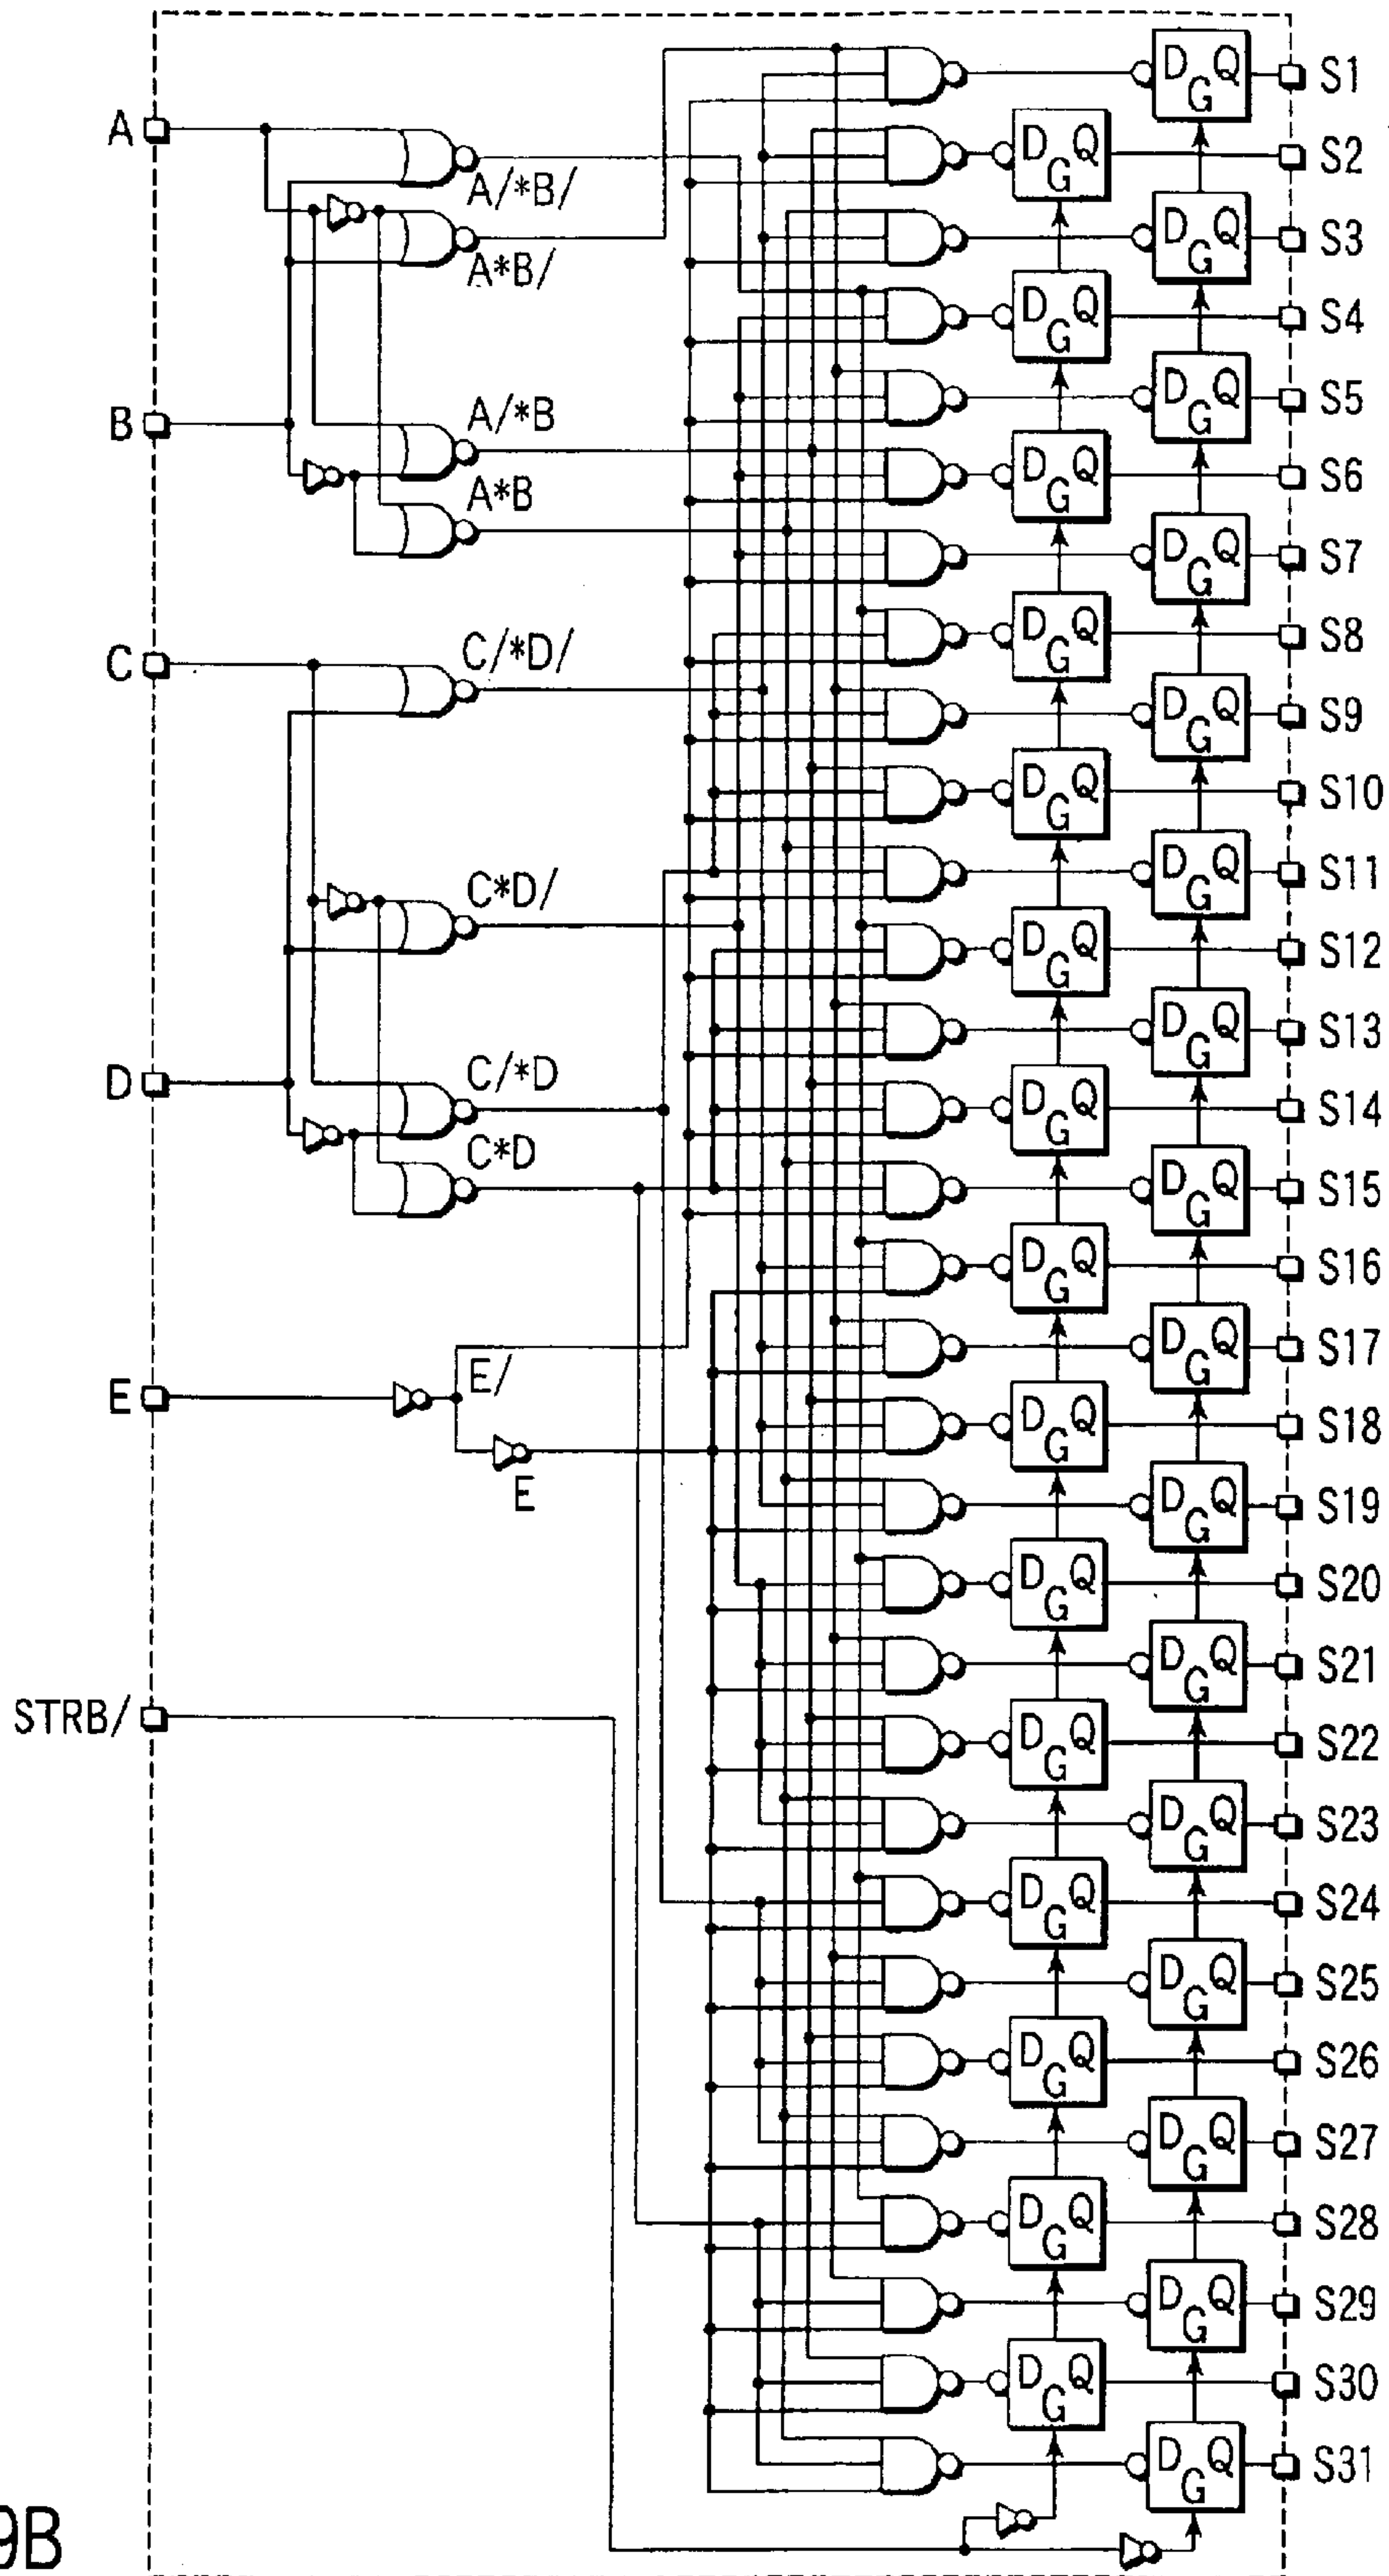 A
B
C
D
E
STRB/
A/*B/
A*B/
A/*B
A*B
C/*D/
C*D/
C/*D
C*D
E/
E
D G Q S1
D G Q S2
D G Q S3
D G Q S4
D G Q S5
D G Q S6
D G Q S7
D G Q S8
D G Q S9
D G Q S10
D G Q S11
D G Q S12
D G Q S13
D G Q S14
D G Q S15
D G Q S16
D G Q S17
D G Q S18
D G Q S19
D G Q S20
D G Q S21
D G Q S22
D G Q S23
D G Q S24
D G Q S25
D G Q S26
D G Q S27
D G Q S28
D G Q S29
D G Q S30
D G Q S31
9B